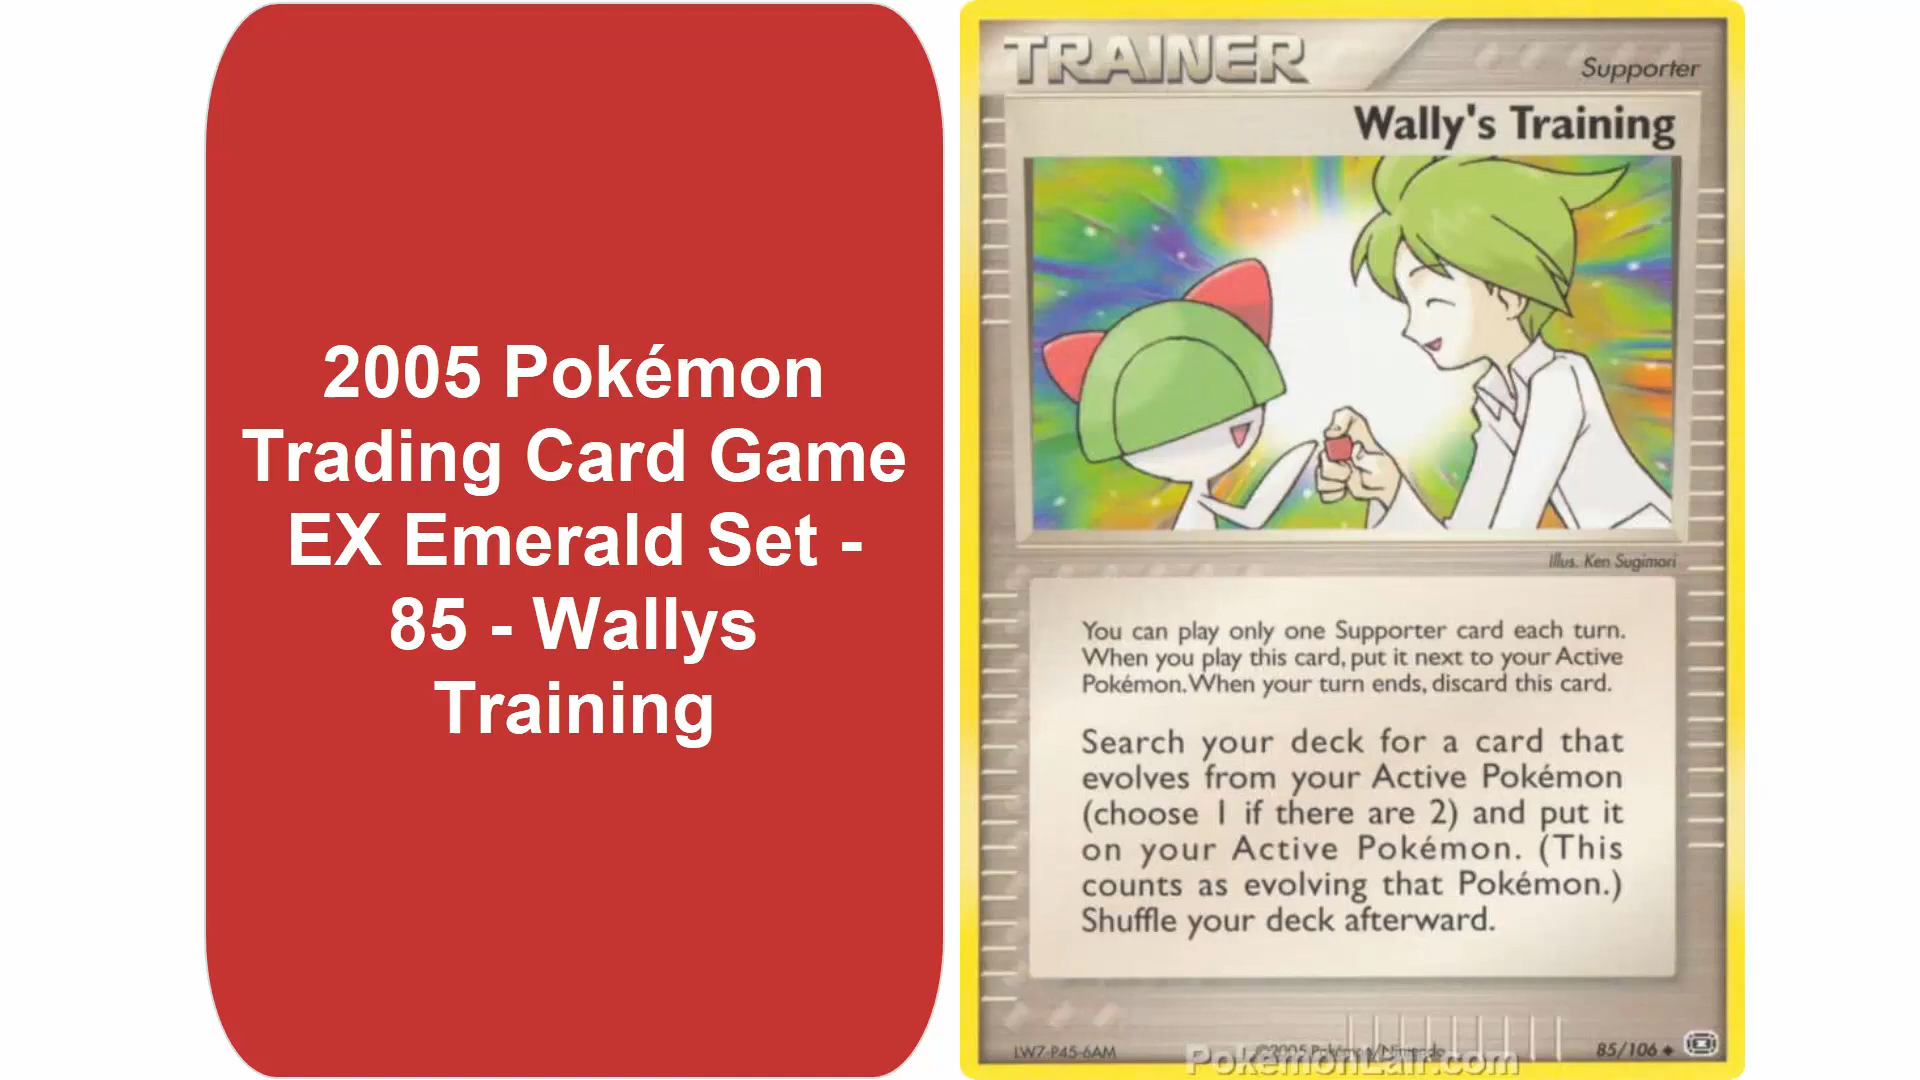 2005 Pokémon
Trading Card Game
EX Emerald Set -
85 - Wallys
Training
TRAINER
Supporter
Wally's Training
Illus. Ken Sugimori
You can play only one Supporter card each turn.
When you play this card, put it next to your Active
Pokémon. When your turn ends, discard this card.
Search your deck for a card that
evolves from your Active Pokémon
(choose 1 if there are 2) and put it
on your Active Pokémon. (This
counts as evolving that Pokémon.)
Shuffle your deck afterward.
LW7-P45-6AM
©2005 Pokémon/Nintendo
PokemonLair.com
85/106